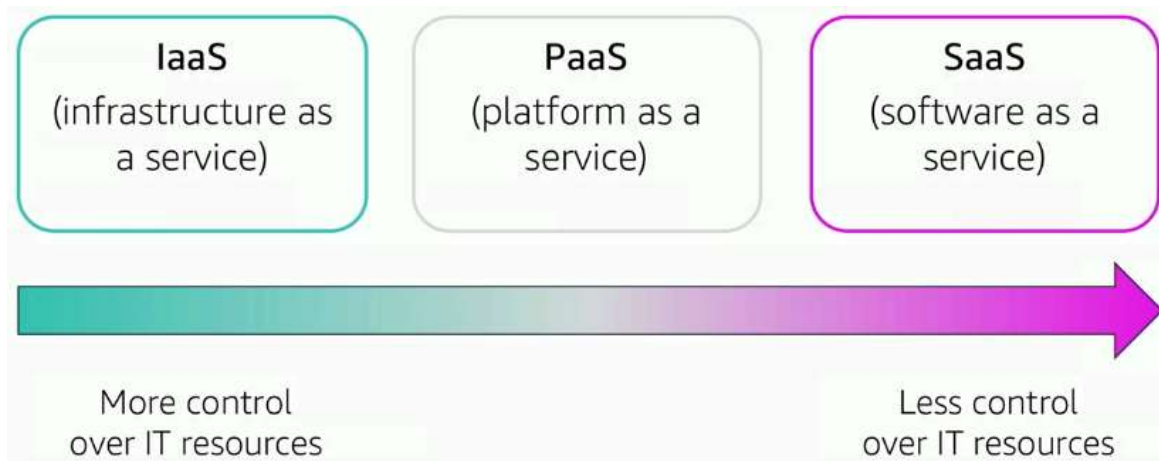 IaaS
(infrastructure as
a service)
PaaS
(platform as a
service)
SaaS
(software as a
service)
More control
over IT resources
Less control
over IT resources